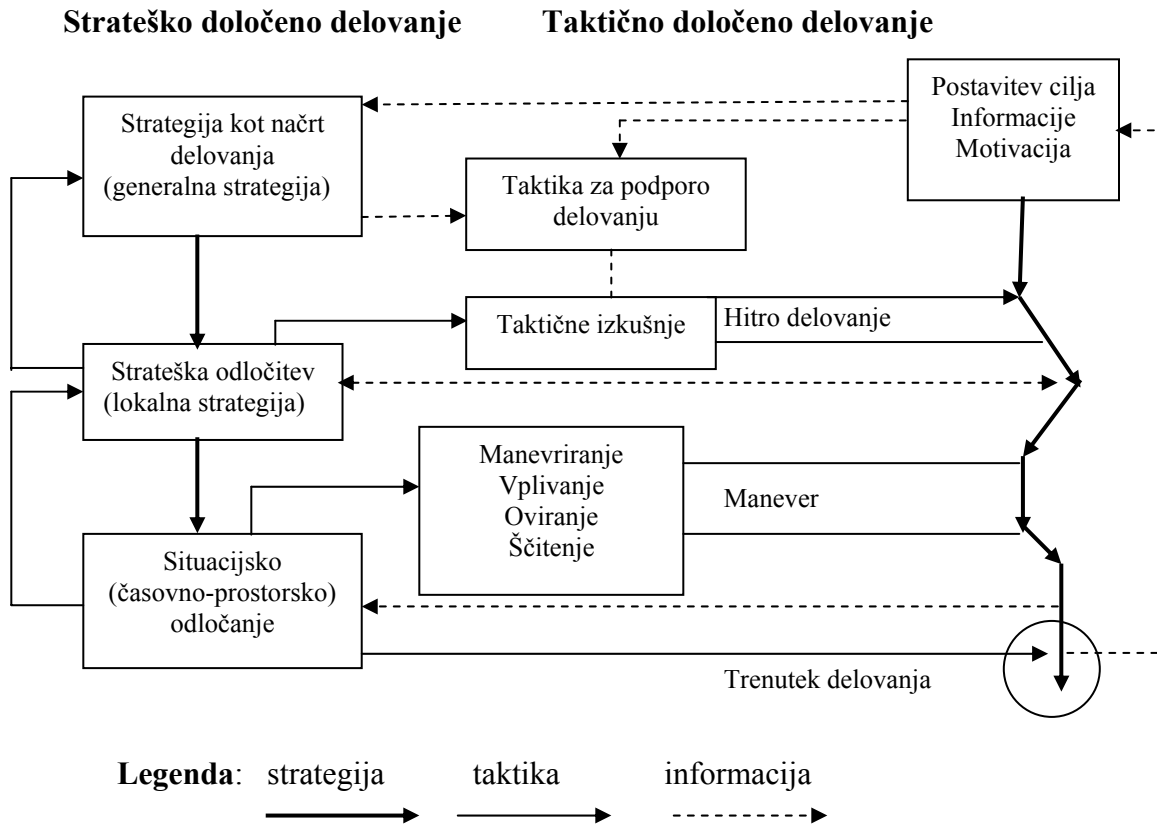 Strateško določeno delovanje
Taktično določeno delovanje
Strategija kot načrt
delovanja
(generalna strategija)
Taktika za podporo
delovanju
Postavitev cilja
Informacije
Motivacija
Taktične izkušnje
Hitro delovanje
Strateška odločitev
(lokalna strategija)
Manevriranje
Vplivanje
Oviranje
Ščitenje
Manever
Situacijsko
(časovno-prostorsko)
odločanje
Trenutek delovanja
Legenda: strategija taktika informacija